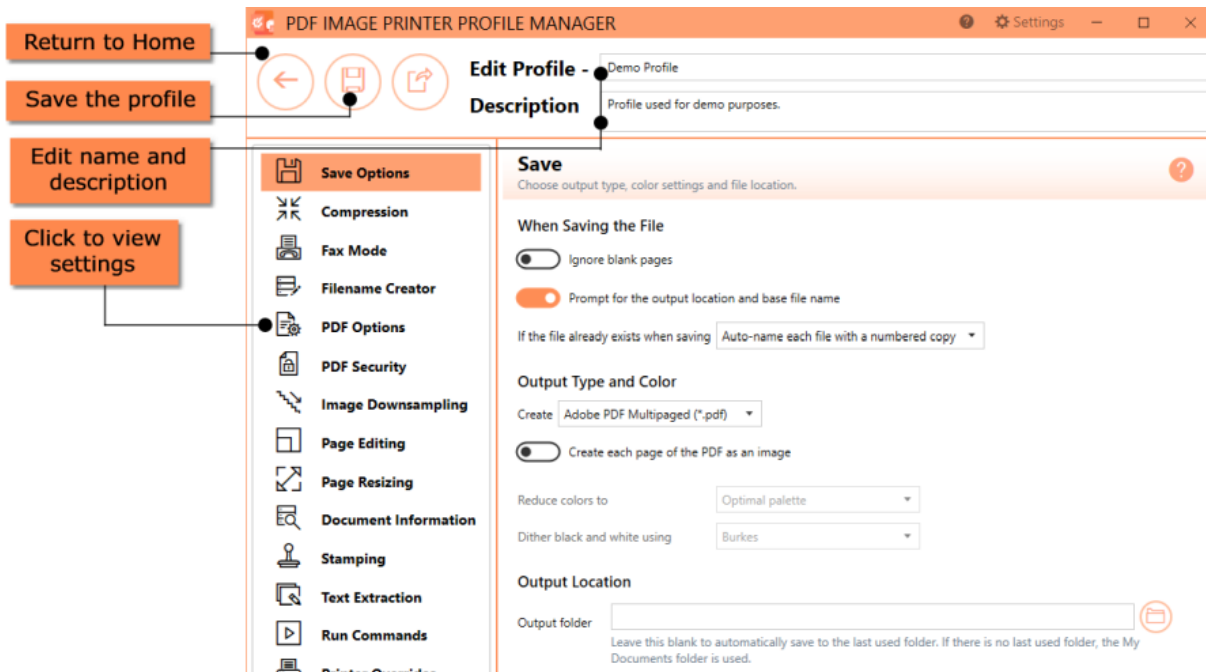 PDF IMAGE PRINTER PROFILE MANAGER
Settings
Return to Home
Save the profile
Edit name and
description
Click to view
settings
Edit Profile -
Demo Profile
Description
Profile used for demo purposes.
Save Options
Compression
Fax Mode
Filename Creator
PDF Options
PDF Security
Image Downsampling
Page Editing
Page Resizing
Document Information
Stamping
Text Extraction
Run Commands
Printer Overrides
Save
Choose output type, color settings and file location.
When Saving the File
Ignore blank pages
Prompt for the output location and base file name
If the file already exists when saving Auto-name each file with a numbered copy
Output Type and Color
Create Adobe PDF Multipaged (*.pdf)
Create each page of the PDF as an image
Reduce colors to Optimal palette
Dither black and white using Burkes
Output Location
Output folder
Leave this blank to automatically save to the last used folder. If there is no last used folder, the My
Documents folder is used.